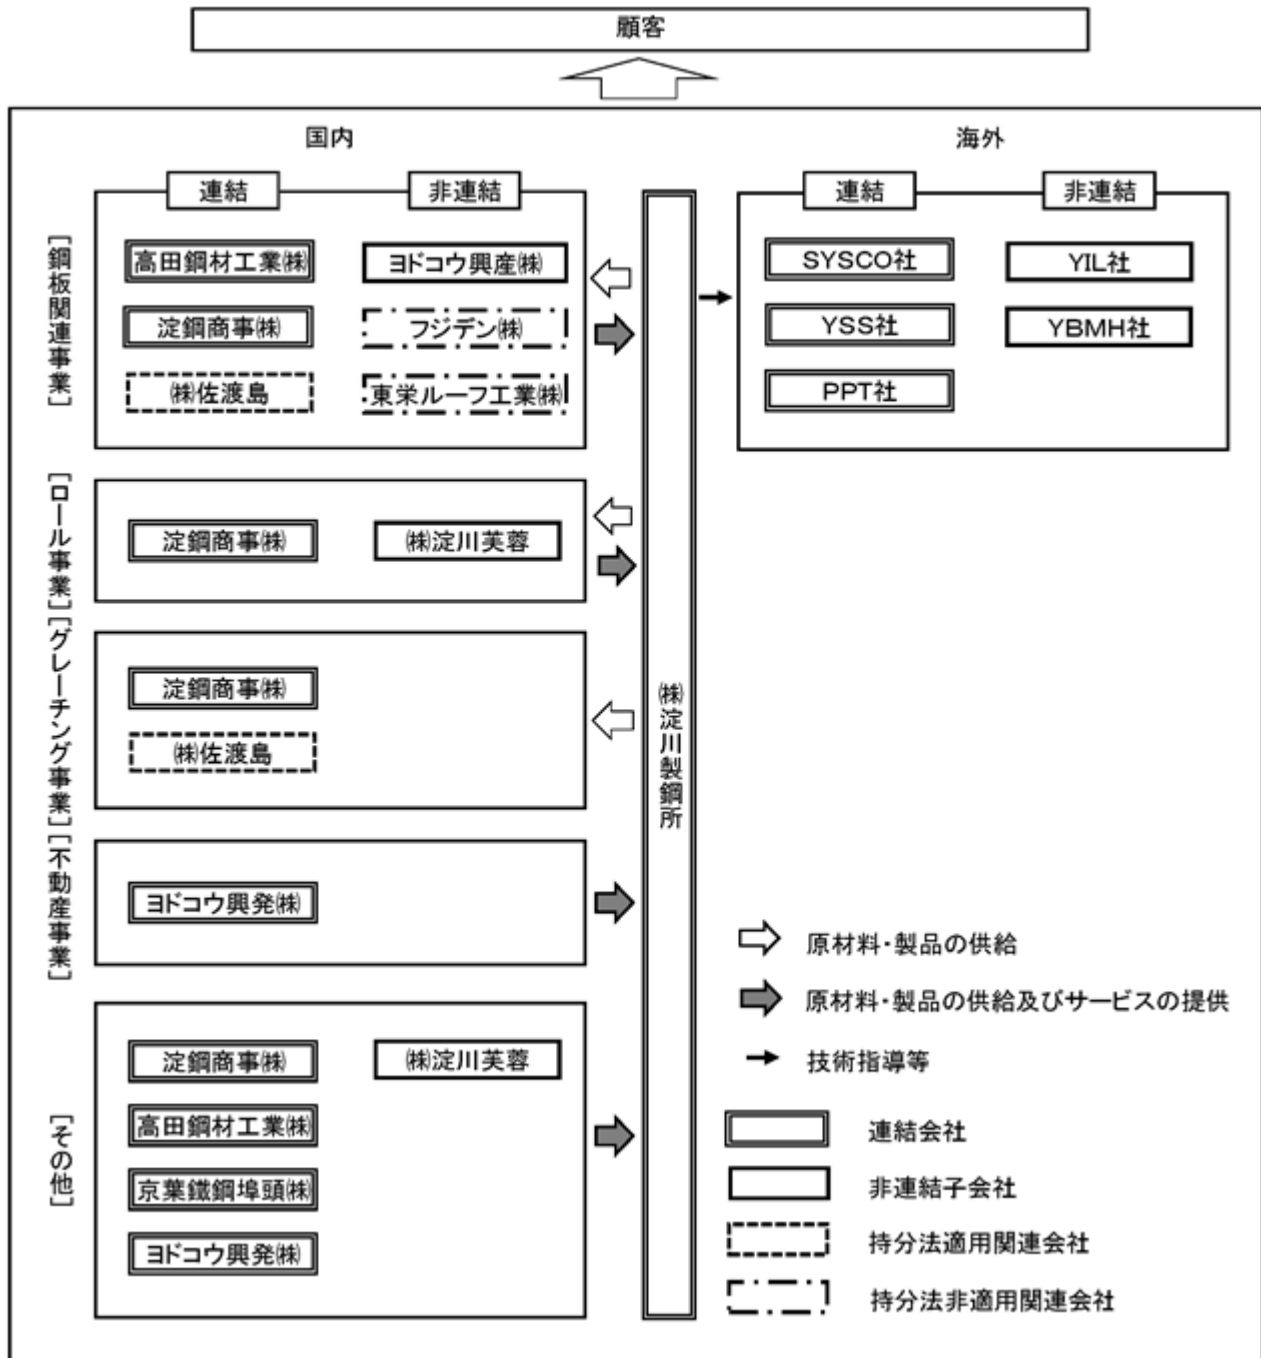 顧客
国内
海外
連結
非連結
連結
非連結
[鋼板関連事業]
高田鋼材工業㈱
ヨドコウ興産㈱
淀鋼商事㈱
フジデン㈱
㈱佐渡島
東栄ルーフ工業㈱
SYSCO社
YIL社
YSS社
YBMH社
PPT社
[ロール事業]
淀鋼商事㈱
㈱淀川芙蓉
[グレーチング事業]
淀鋼商事㈱
㈱佐渡島
㈱淀川製鋼所
[不動産事業]
ヨドコウ興発㈱
[その他]
淀鋼商事㈱
㈱淀川芙蓉
高田鋼材工業㈱
京葉鐵鋼埠頭㈱
ヨドコウ興発㈱
原材料・製品の供給
原材料・製品の供給及びサービスの提供
技術指導等
連結会社
非連結子会社
持分法適用関連会社
持分法非適用関連会社